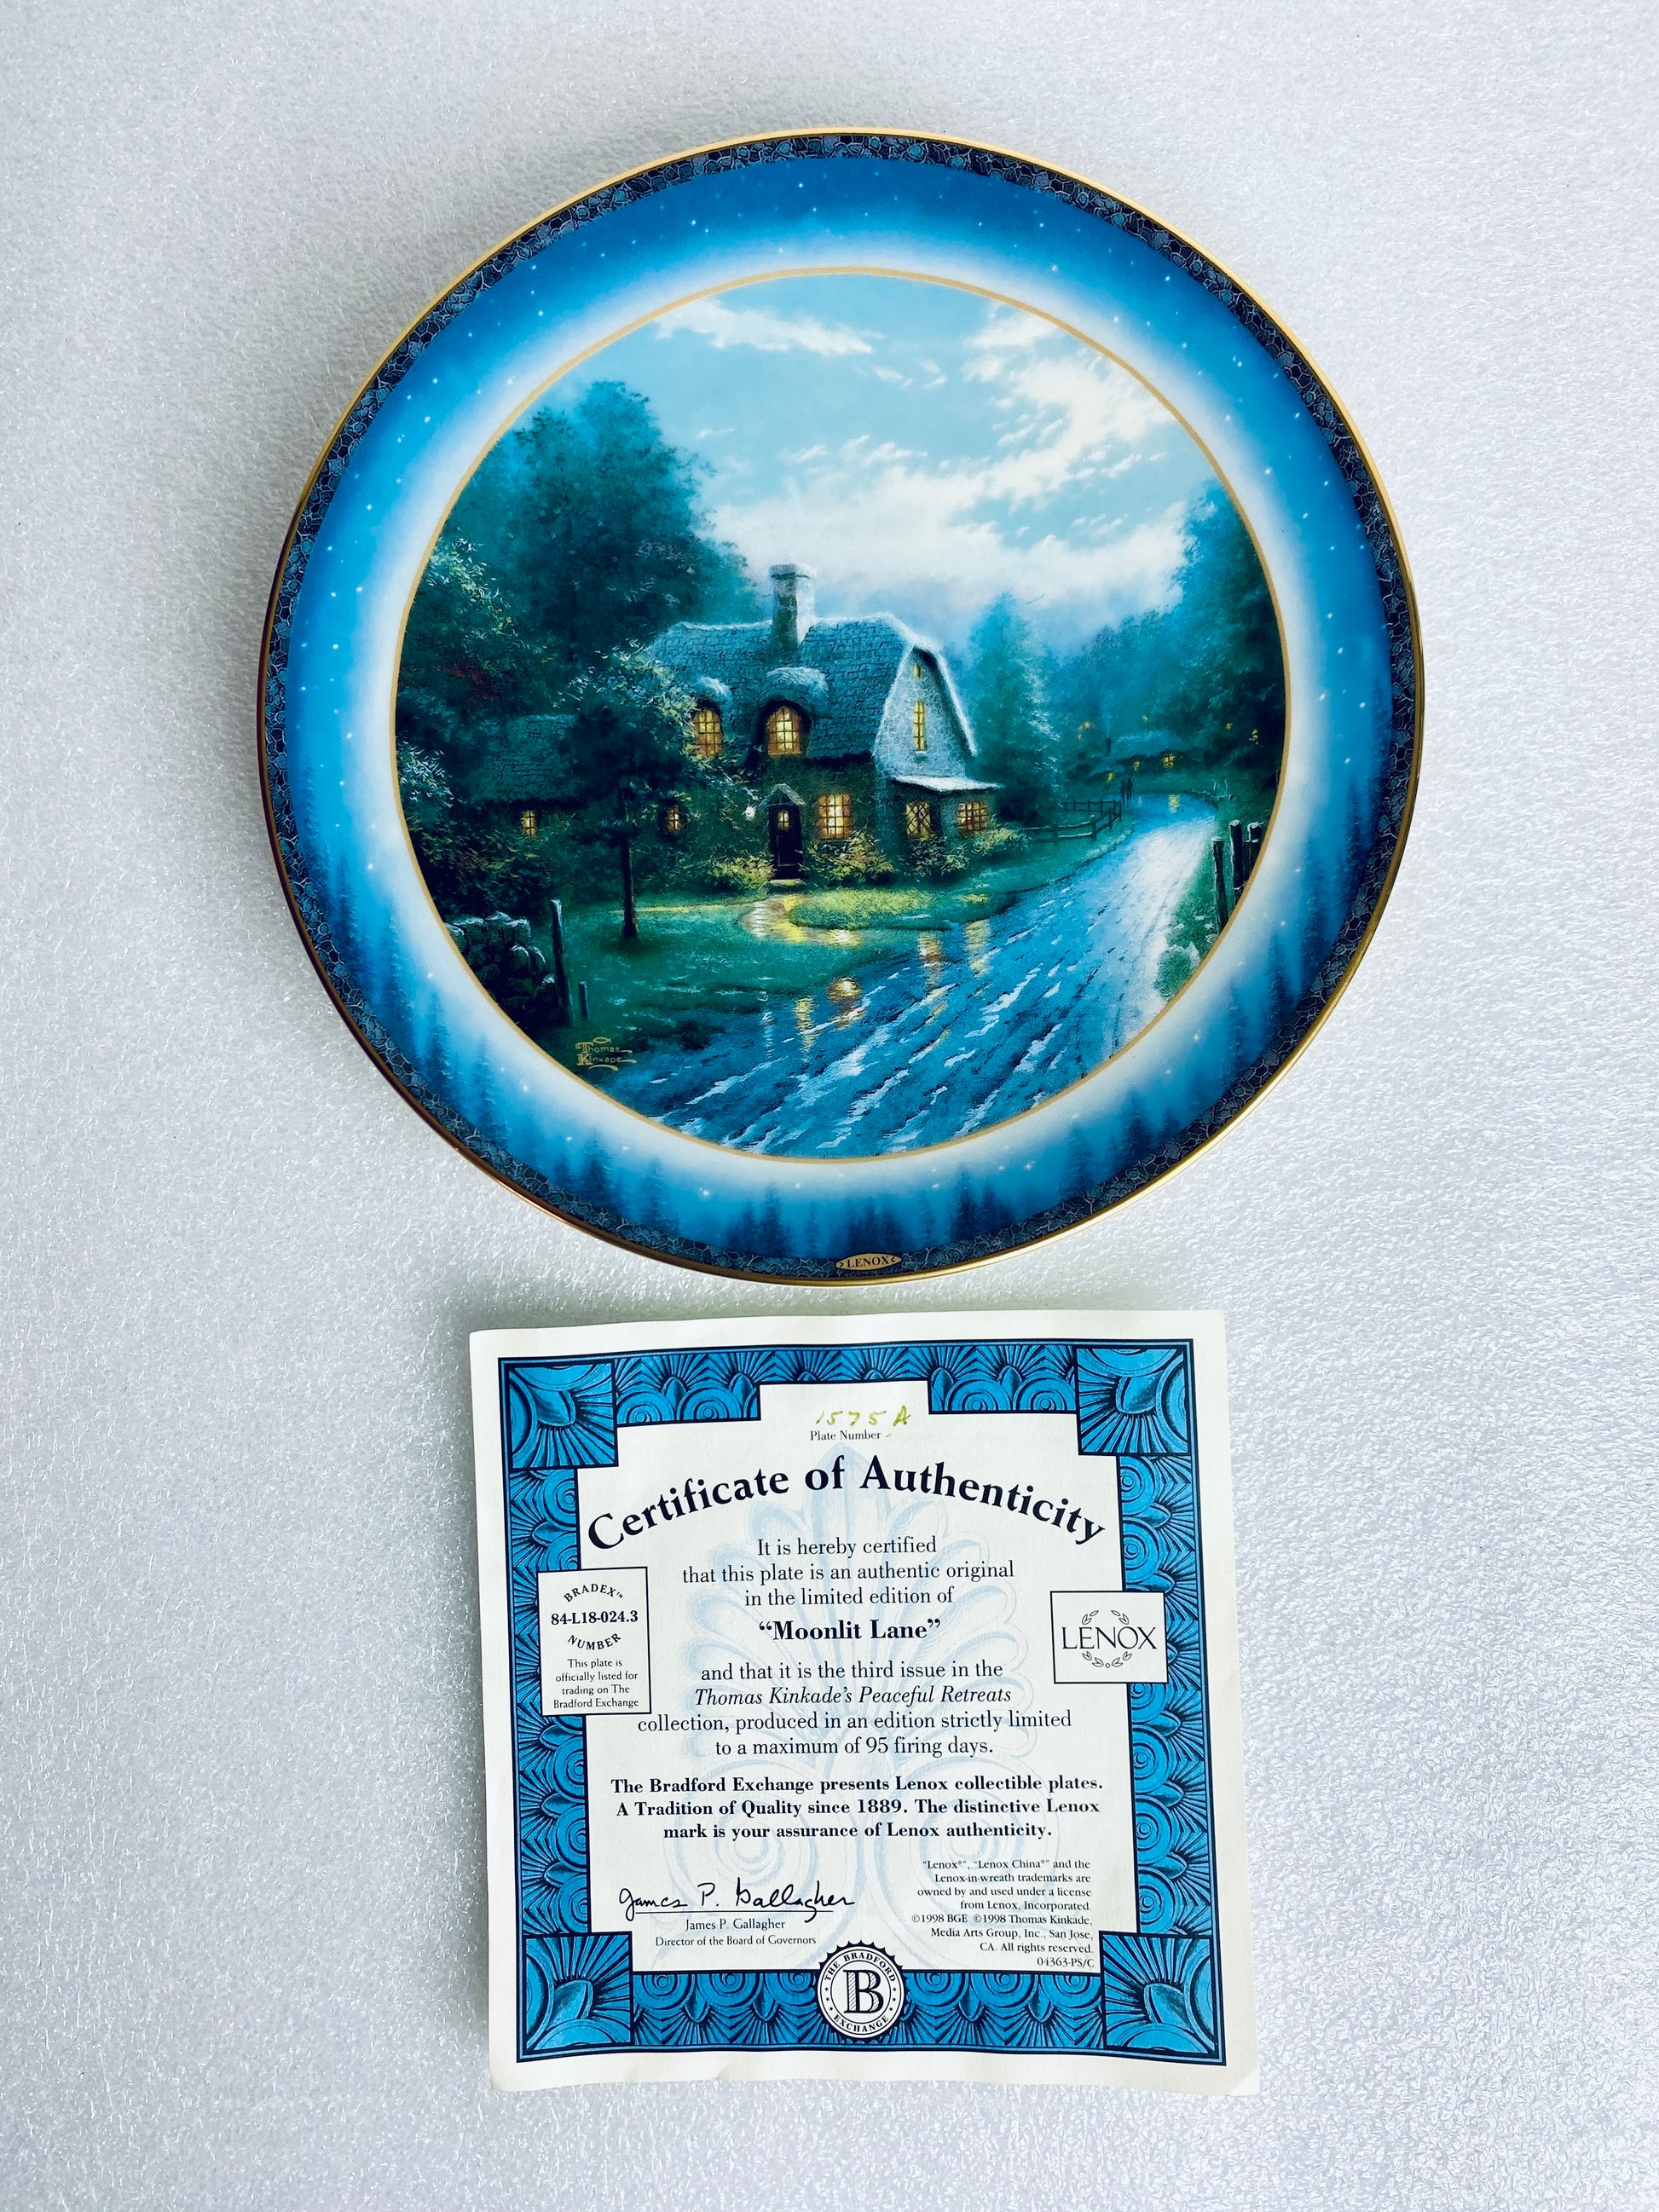 Thomas
Kinkade
LENOX
1575A
Plate Number
Certificate of Authenticity
It is hereby certified
that this plate is an authentic original
in the limited edition of
“Moonlit Lane”
and that it is the third issue in the
Thomas Kinkade's Peaceful Retreats
collection, produced in an edition strictly limited
to a maximum of 95 firing days.
BRADEX™
84-L18-024.3
NUMBER
This plate is
officially listed for
trading on The
Bradford Exchange
LENOX
The Bradford Exchange presents Lenox collectible plates.
A Tradition of Quality since 1889. The distinctive Lenox
mark is your assurance of Lenox authenticity.
James P. Gallagher
James P. Gallagher
Director of the Board of Governors
"Lenox®", "Lenox China®" and the
Lenox-in-wreath trademarks are
owned by and used under a license
from Lenox, Incorporated.
©1998 BGE ©1998 Thomas Kinkade,
Media Arts Group, Inc., San Jose,
CA. All rights reserved.
04363-PS/C
THE BRADFORD
B
EXCHANGE